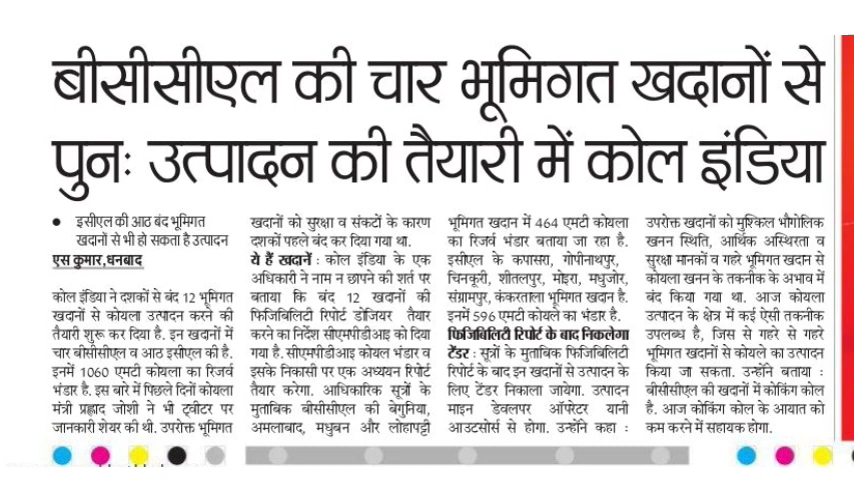 बीसीसीएल की चार भूमिगत खदानों से
पुनः उत्पादन की तैयारी में कोल इंडिया
● इसीएल की आठ बंद भूमिगत
खदानों से भी हो सकता है उत्पादन
एस कुमार,धनबाद
कोल इंडिया ने दशकों से बंद 12 भूमिगत
खदानों से कोयला उत्पादन करने की
तैयारी शुरू कर दिया है. इन खदानों में
चार बीसीसीएल व आठ इसीएल की है.
इनमें 1060 एमटी कोयला का रिजर्व
भंडार है. इस बारे में पिछले दिनों कोयला
मंत्री प्रह्लाद जोशी ने भी ट्वीटर पर
जानकारी शेयर की थी. उपरोक्त भूमिगत
खदानों को सुरक्षा व संकटों के कारण
दशकों पहले बंद कर दिया गया था.
ये हैं खदानें : कोल इंडिया के एक
अधिकारी ने नाम न छापने की शर्त पर
बताया कि बंद 12 खदानों की
फिजिबिलिटी रिपोर्ट डोजियर तैयार
करने का निर्देश सीएमपीडीआइ को दिया
गया है. सीएमपीडीआइ कोयल भंडार व
इसके निकासी पर एक अध्ययन रिपोर्ट
तैयार करेगा. आधिकारिक सूत्रों के
मुताबिक बीसीसीएल की बेगुनिया,
अमलाबाद, मधुबन और लोहापट्टी
भूमिगत खदान में 464 एमटी कोयला
का रिजर्व भंडार बताया जा रहा है.
इसीएल के कपासरा, गोपीनाथपुर,
चिनकूरी, शीतलपुर, मोइरा, मधुजोर,
संग्रामपुर, कंकरताला भूमिगत खदान है.
इनमें 596 एमटी कोयले का भंडार है.
फिजिबिलिटी रिपोर्ट के बाद निकलेगा
टेंडर : सूत्रों के मुताबिक फिजिबिलिटी
रिपोर्ट के बाद इन खदानों से उत्पादन के
लिए टेंडर निकाला जायेगा. उत्पादन
माइन डेवलपर ऑपरेटर यानी
आउटसोर्स से होगा. उन्होंने कहा :
उपरोक्त खदानों को मुश्किल भौगोलिक
खनन स्थिति, आर्थिक अस्थिरता व
सुरक्षा मानकों व गहरे भूमिगत खदान से
कोयला खनन के तकनीक के अभाव में
बंद किया गया था. आज कोयला
उत्पादन के क्षेत्र में कई ऐसी तकनीक
उपलब्ध है, जिस से गहरे से गहरे
भूमिगत खदानों से कोयले का उत्पादन
किया जा सकता. उन्होंने बताया :
बीसीसीएल की खदानों में कोकिंग कोल
है. आज कोकिंग कोल के आयात को
कम करने में सहायक होगा.